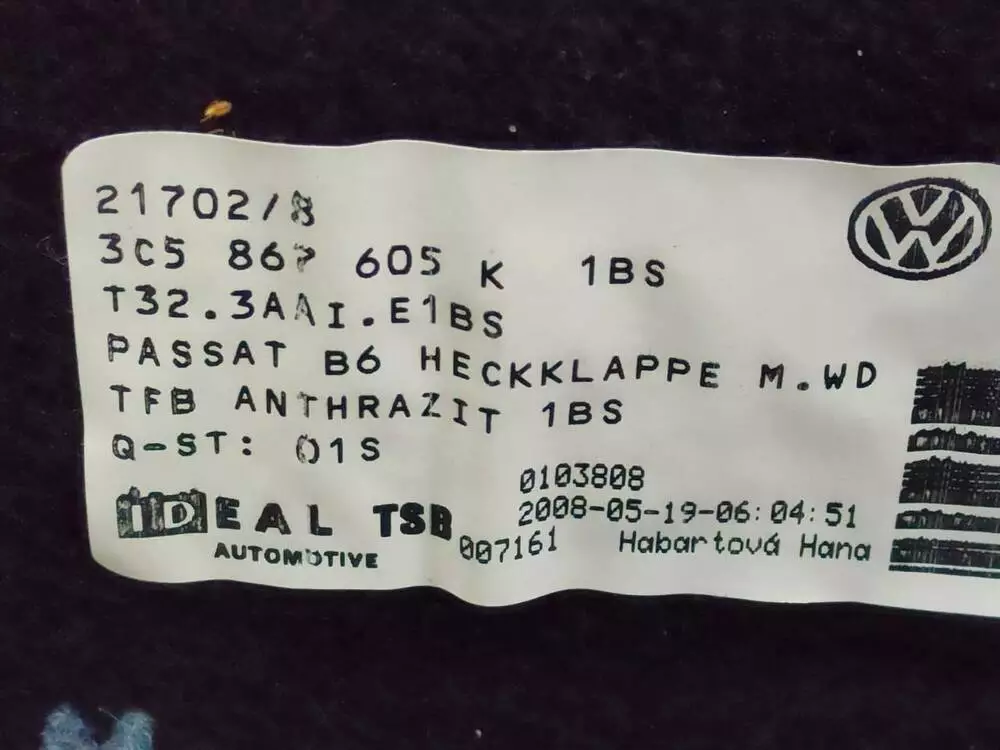 21702/8
3C5 867 605 K 1BS
T32.3AAI.E1BS
PASSAT B6 HECKKLAPPE M.WD
TFB ANTHRAZIT 1BS
Q-ST: 01S
0103808
2008-05-19-06:04:51
007161 Habartová Hana
iDEAL TSB
AUTOMOTIVE
VW